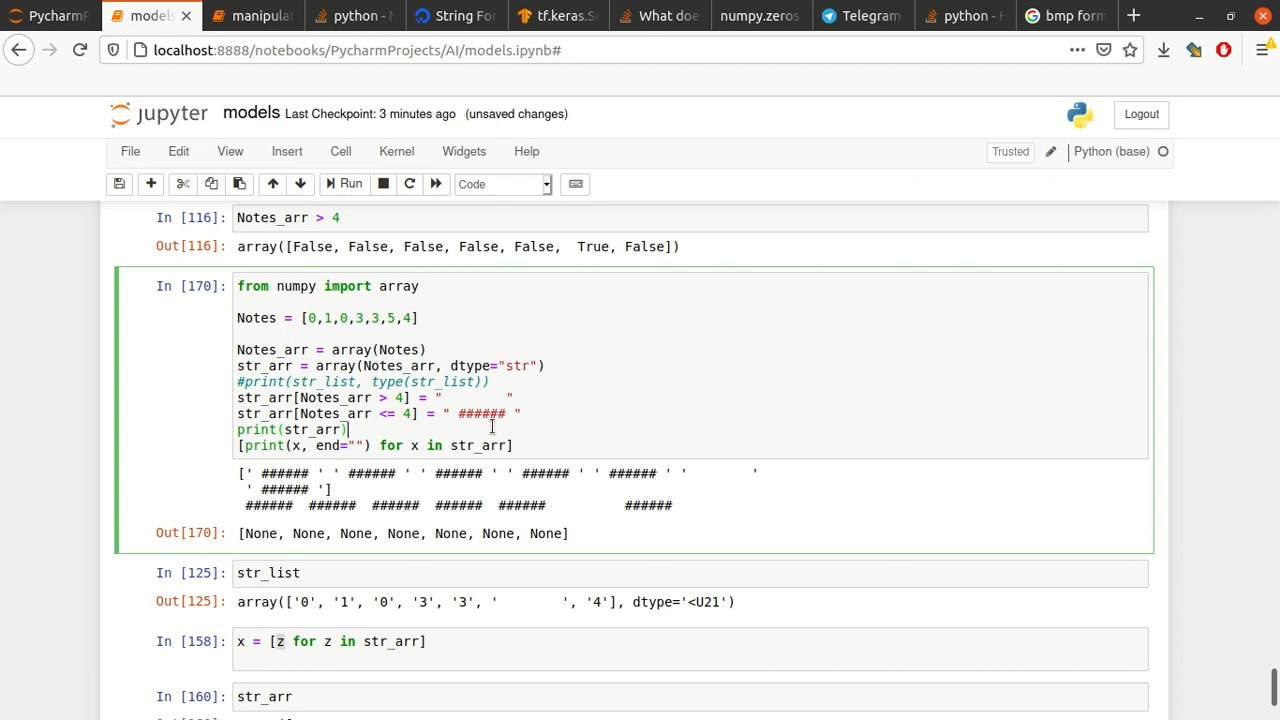 PycharmP
models
manipulat
python - N
String For
tf.keras.Se
What doe
numpy.zeros
Telegram
python - H
bmp form
localhost:8888/notebooks/PycharmProjects/AI/models.ipynb#
jupyter models Last Checkpoint: 3 minutes ago (unsaved changes)
Logout
File Edit View Insert Cell Kernel Widgets Help
Trusted Python (base)
Run Code
In [116]: Notes_arr > 4
Out[116]: array([False, False, False, False, False,  True, False])
In [170]: from numpy import array
Notes = [0,1,0,3,3,5,4]
Notes_arr = array(Notes)
str_arr = array(Notes_arr, dtype="str")
#print(str_list, type(str_list))
str_arr[Notes_arr > 4] = "        "
str_arr[Notes_arr <= 4] = " ###### "
print(str_arr)
[print(x, end="") for x in str_arr]
[' ###### ' ' ###### ' ' ###### ' ' ###### ' ' ###### ' '        '
 ' ###### ']
 ######  ######  ######  ######  ######          ######
Out[170]: [None, None, None, None, None, None, None]
In [125]: str_list
Out[125]: array(['0', '1', '0', '3', '3', '        ', '4'], dtype='<U21')
In [158]: x = [z for z in str_arr]
In [160]: str_arr